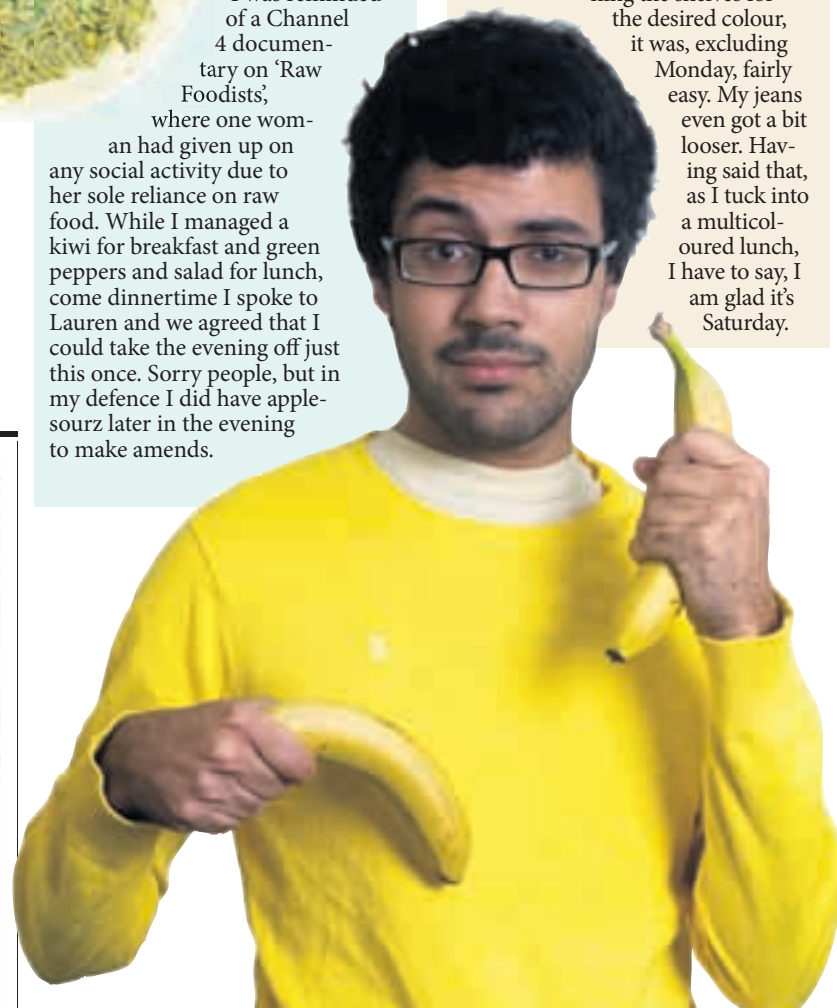 I was reminded
of a Channel
4 documen-
tary on ‘Raw
Foodists’,
where one wom-
an had given up on
any social activity due to
her sole reliance on raw
food. While I managed a
kiwi for breakfast and green
peppers and salad for lunch,
come dinnertime I spoke to
Lauren and we agreed that I
could take the evening off just
this once. Sorry people, but in
my defence I did have apple-
sourz later in the evening
to make amends.
the shelves for
the desired colour,
it was, excluding
Monday, fairly
easy. My jeans
even got a bit
looser. Hav-
ing said that,
as I tuck into
a multicol-
oured lunch,
I have to say, I
am glad it’s
Saturday.